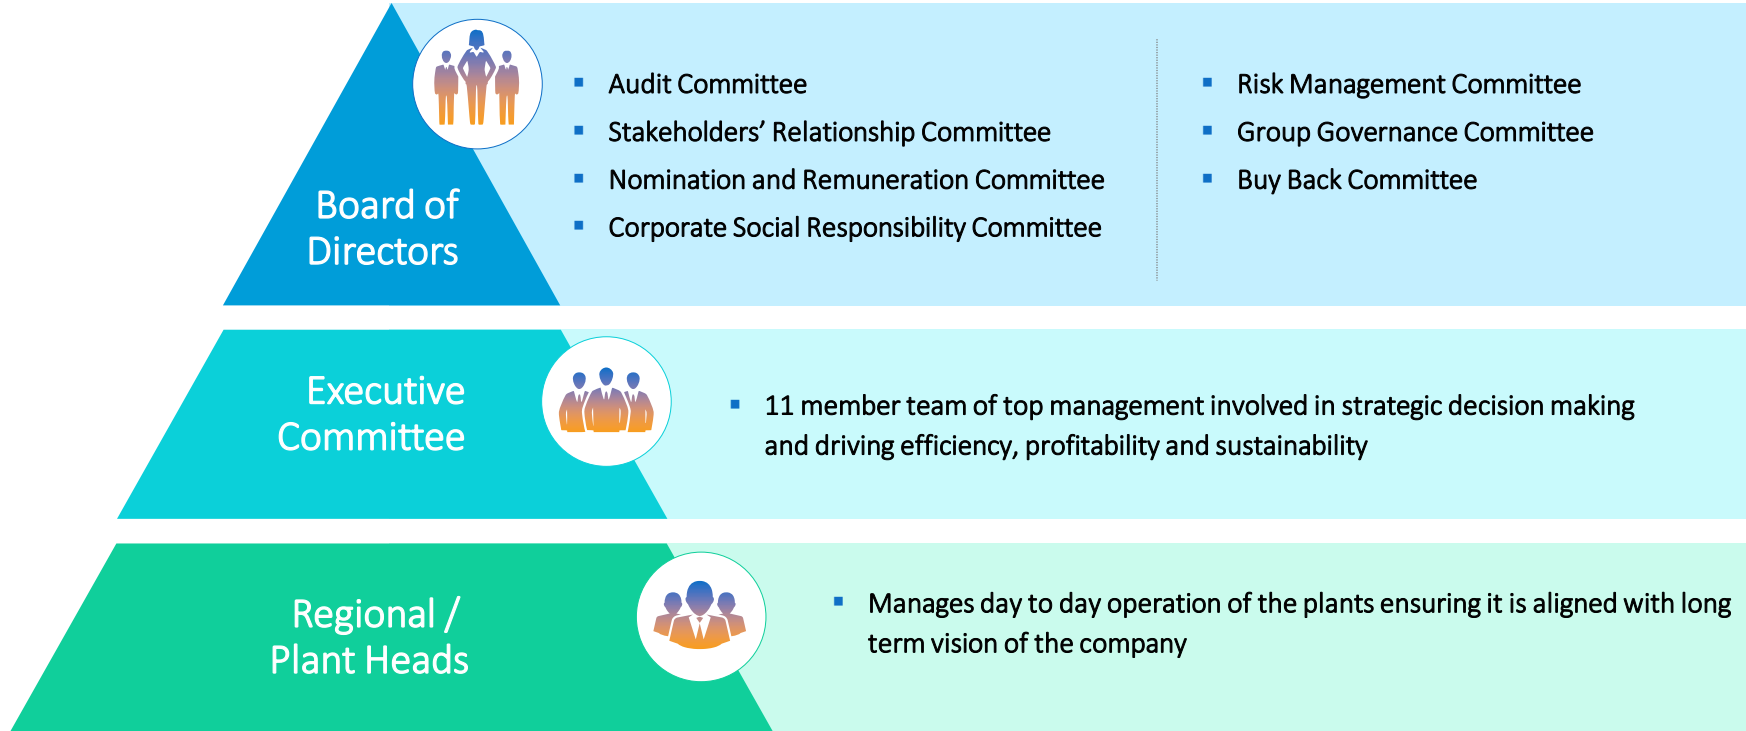 Board of
Directors
Audit Committee
Stakeholders’ Relationship Committee
Nomination and Remuneration Committee
Corporate Social Responsibility Committee
Risk Management Committee
Group Governance Committee
Buy Back Committee
Executive
Committee
11 member team of top management involved in strategic decision making
and driving efficiency, profitability and sustainability
Regional /
Plant Heads
Manages day to day operation of the plants ensuring it is aligned with long
term vision of the company